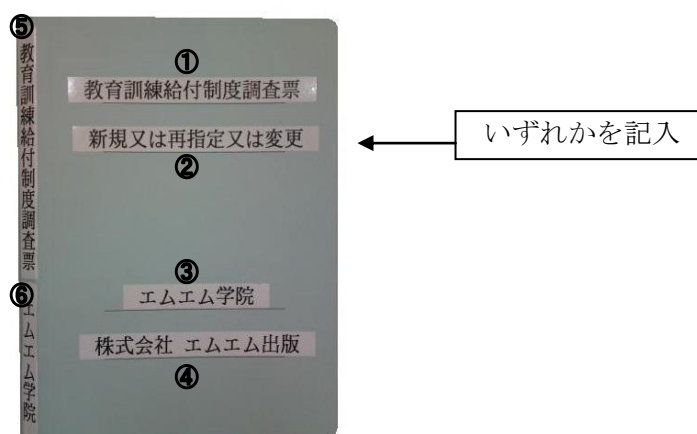 ⑤
教育訓練給付制度調査票
①
教育訓練給付制度調査票
新規又は再指定又は変更
②
いずれかを記入
③
エムエム学院
⑥
エムエム学院
株式会社 エムエム出版
④